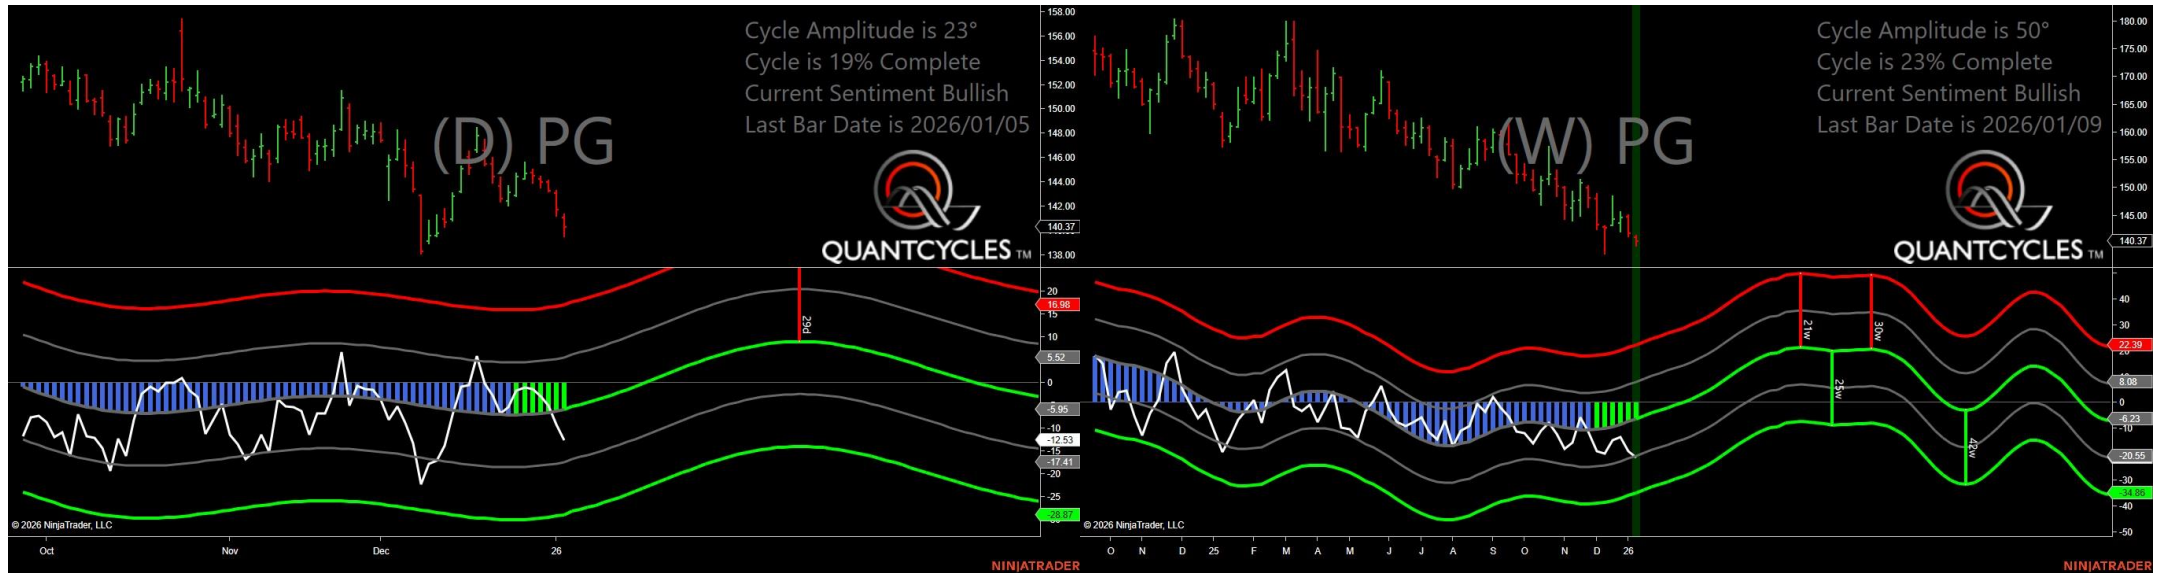 Cycle Amplitude is 23°
Cycle is 19% Complete
Current Sentiment Bullish
Last Bar Date is 2026/01/05
(D) PG
QUANTCYCLES TM
158.00
156.00
154.00
152.00
150.00
148.00
146.00
144.00
142.00
140.37
138.00
20
16.98
15
10
5.52
0
-5.95
-10
-12.53
-15
-17.41
-20
-25
-28.87
29d
© 2026 NinjaTrader, LLC
Oct Nov Dec 26
NINJATRADER
Cycle Amplitude is 50°
Cycle is 23% Complete
Current Sentiment Bullish
Last Bar Date is 2026/01/09
(W) PG
QUANTCYCLES TM
180.00
175.00
170.00
165.00
160.00
155.00
150.00
145.00
140.37
40
30
22.39
8.08
0
-6.23
-10
-20.55
-30
-34.86
-40
-50
21w
30w
25w
42w
© 2026 NinjaTrader, LLC
O N D 25 F M A M J J A S O N D 26
NINJATRADER